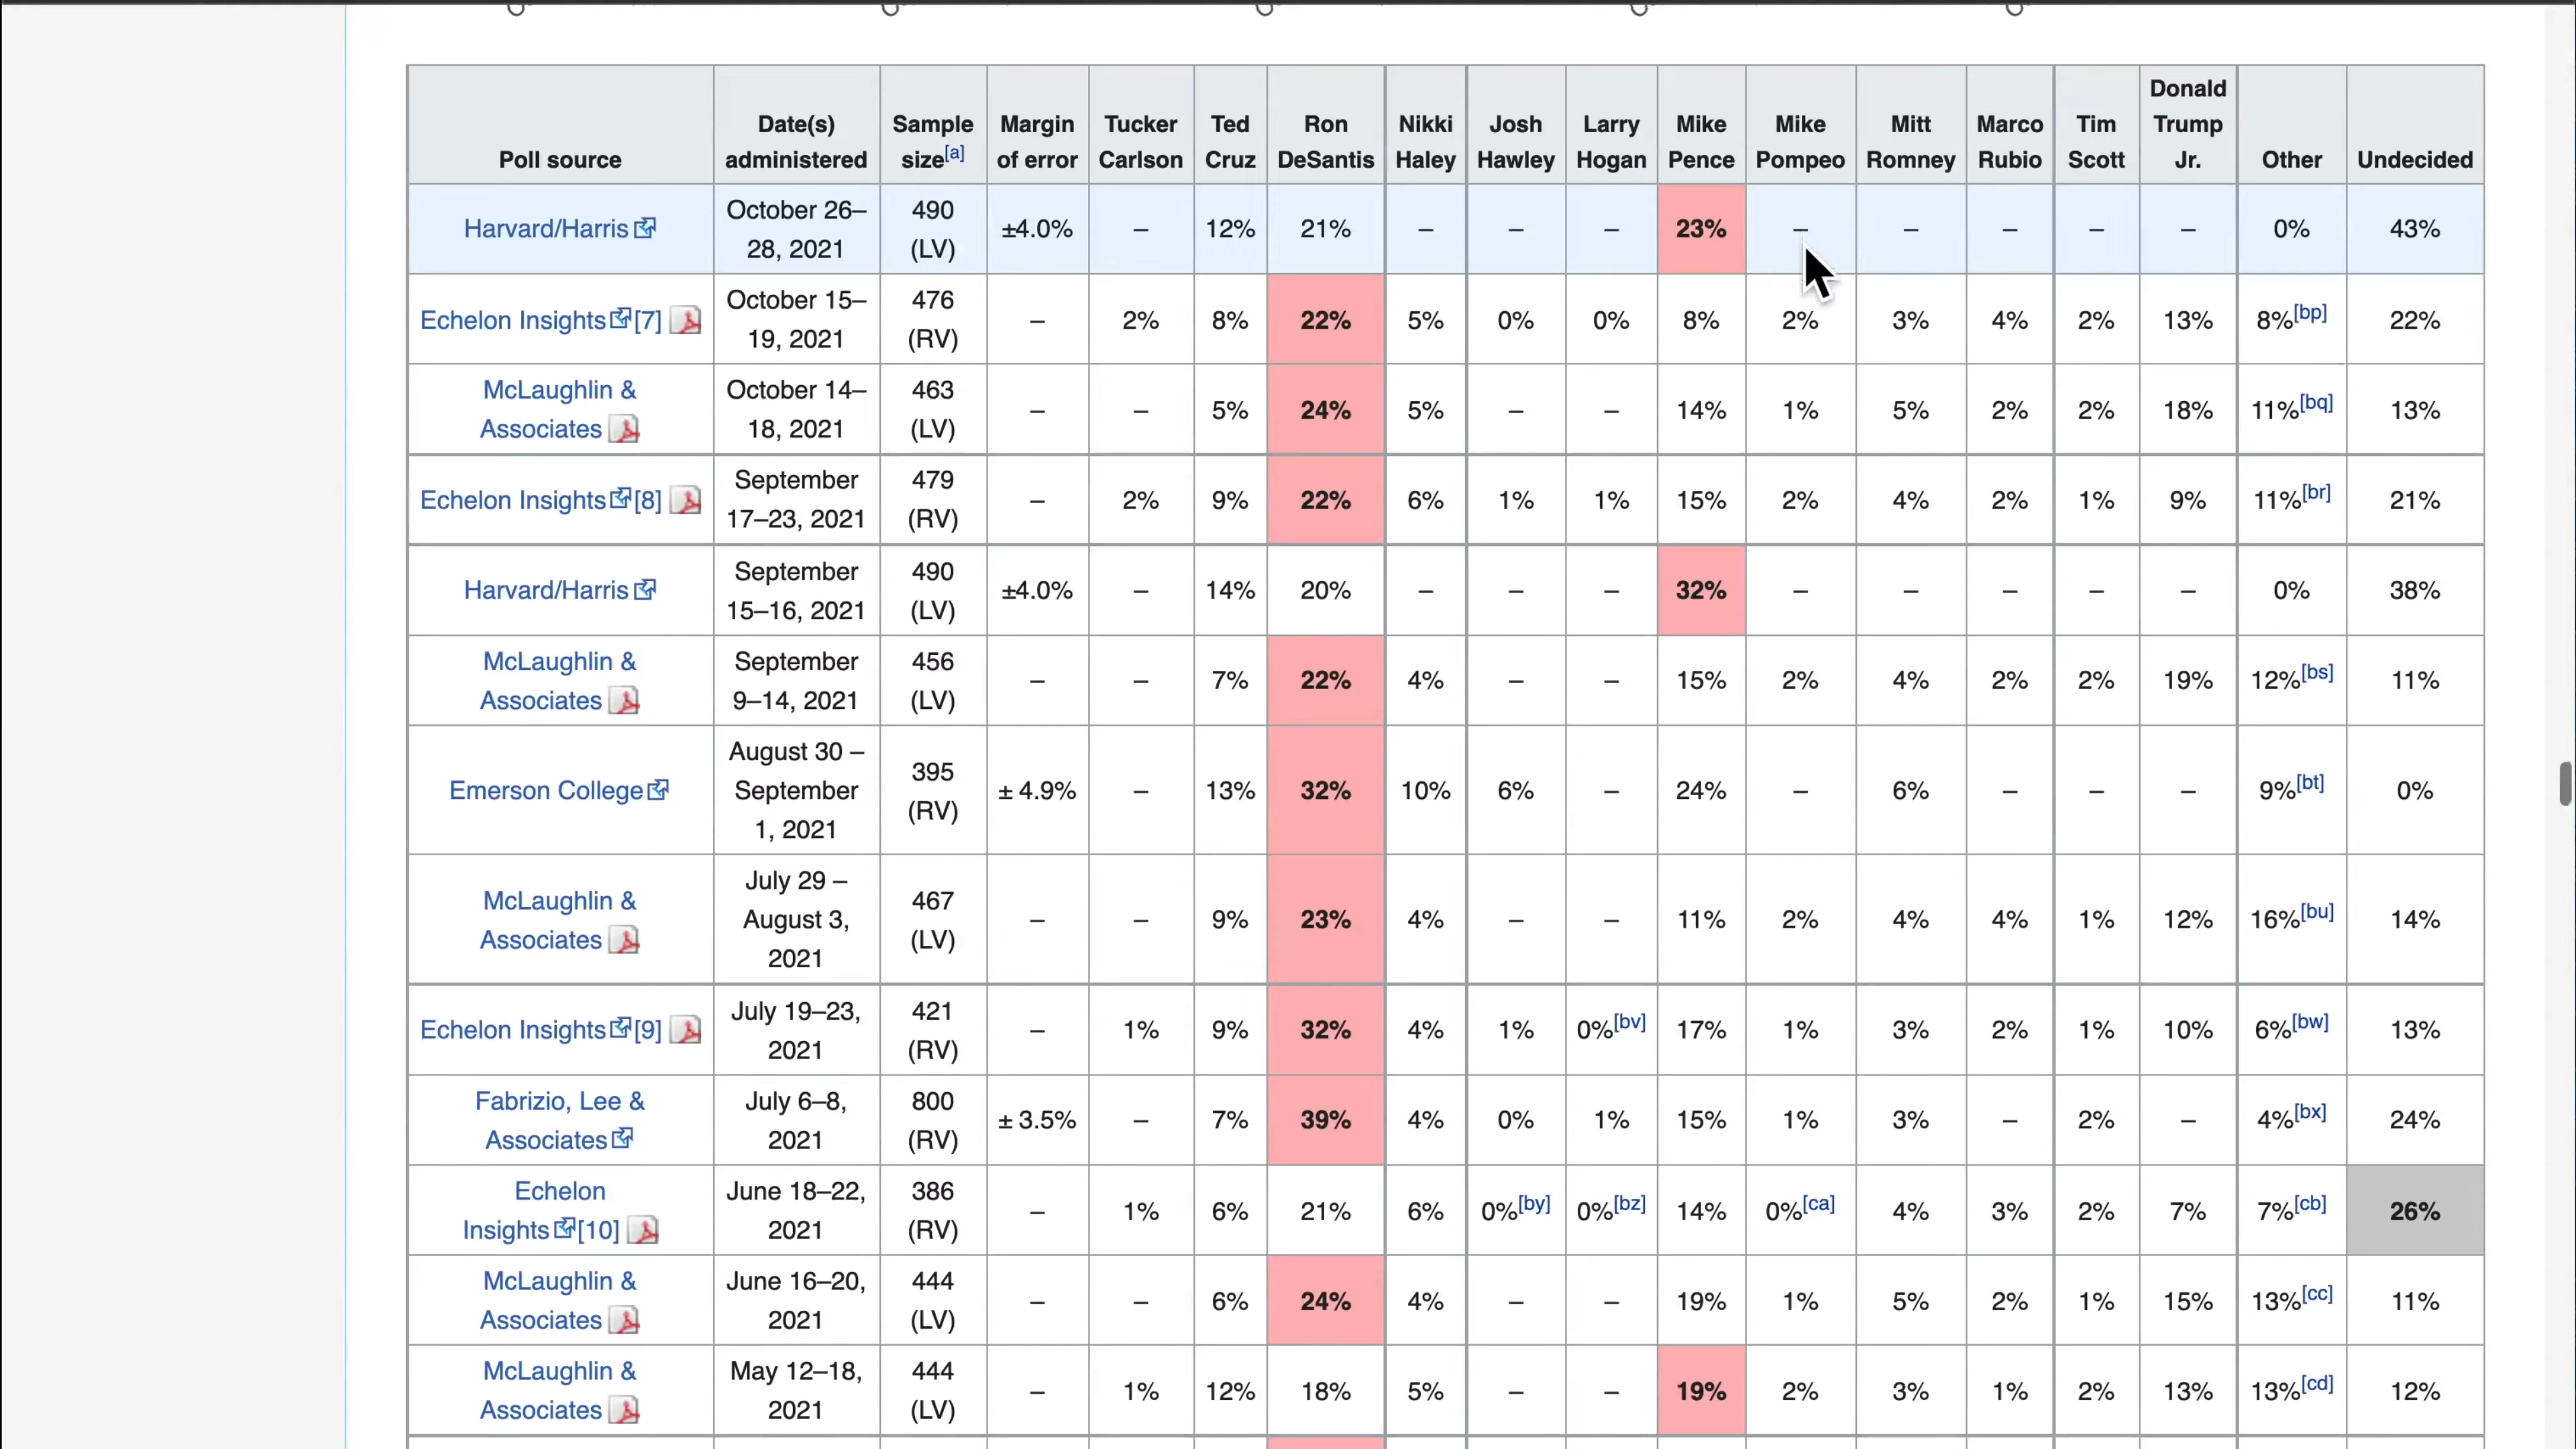 Poll source Date(s) administered Sample size[a] Margin of error Tucker Carlson Ted Cruz Ron DeSantis Nikki Haley Josh Hawley Larry Hogan Mike Pence Mike Pompeo Mitt Romney Marco Rubio Tim Scott Donald Trump Jr. Other Undecided
Harvard/Harris October 26–28, 2021 490 (LV) ±4.0% – 12% 21% – – – 23% – – – – – 0% 43%
Echelon Insights[7] October 15–19, 2021 476 (RV) – 2% 8% 22% 5% 0% 0% 8% 2% 3% 4% 2% 13% 8%[bp] 22%
McLaughlin & Associates October 14–18, 2021 463 (LV) – – 5% 24% 5% – – 14% 1% 5% 2% 2% 18% 11%[bq] 13%
Echelon Insights[8] September 17–23, 2021 479 (RV) – 2% 9% 22% 6% 1% 1% 15% 2% 4% 2% 1% 9% 11%[br] 21%
Harvard/Harris September 15–16, 2021 490 (LV) ±4.0% – 14% 20% – – – 32% – – – – – 0% 38%
McLaughlin & Associates September 9–14, 2021 456 (LV) – – 7% 22% 4% – – 15% 2% 4% 2% 2% 19% 12%[bs] 11%
Emerson College August 30 – September 1, 2021 395 (RV) ± 4.9% – 13% 32% 10% 6% – 24% – 6% – – – 9%[bt] 0%
McLaughlin & Associates July 29 – August 3, 2021 467 (LV) – – 9% 23% 4% – – 11% 2% 4% 4% 1% 12% 16%[bu] 14%
Echelon Insights[9] July 19–23, 2021 421 (RV) – 1% 9% 32% 4% 1% 0%[bv] 17% 1% 3% 2% 1% 10% 6%[bw] 13%
Fabrizio, Lee & Associates July 6–8, 2021 800 (RV) ± 3.5% – 7% 39% 4% 0% 1% 15% 1% 3% – 2% – 4%[bx] 24%
Echelon Insights[10] June 18–22, 2021 386 (RV) – 1% 6% 21% 6% 0%[by] 0%[bz] 14% 0%[ca] 4% 3% 2% 7% 7%[cb] 26%
McLaughlin & Associates June 16–20, 2021 444 (LV) – – 6% 24% 4% – – 19% 1% 5% 2% 1% 15% 13%[cc] 11%
McLaughlin & Associates May 12–18, 2021 444 (LV) – 1% 12% 18% 5% – – 19% 2% 3% 1% 2% 13% 13%[cd] 12%